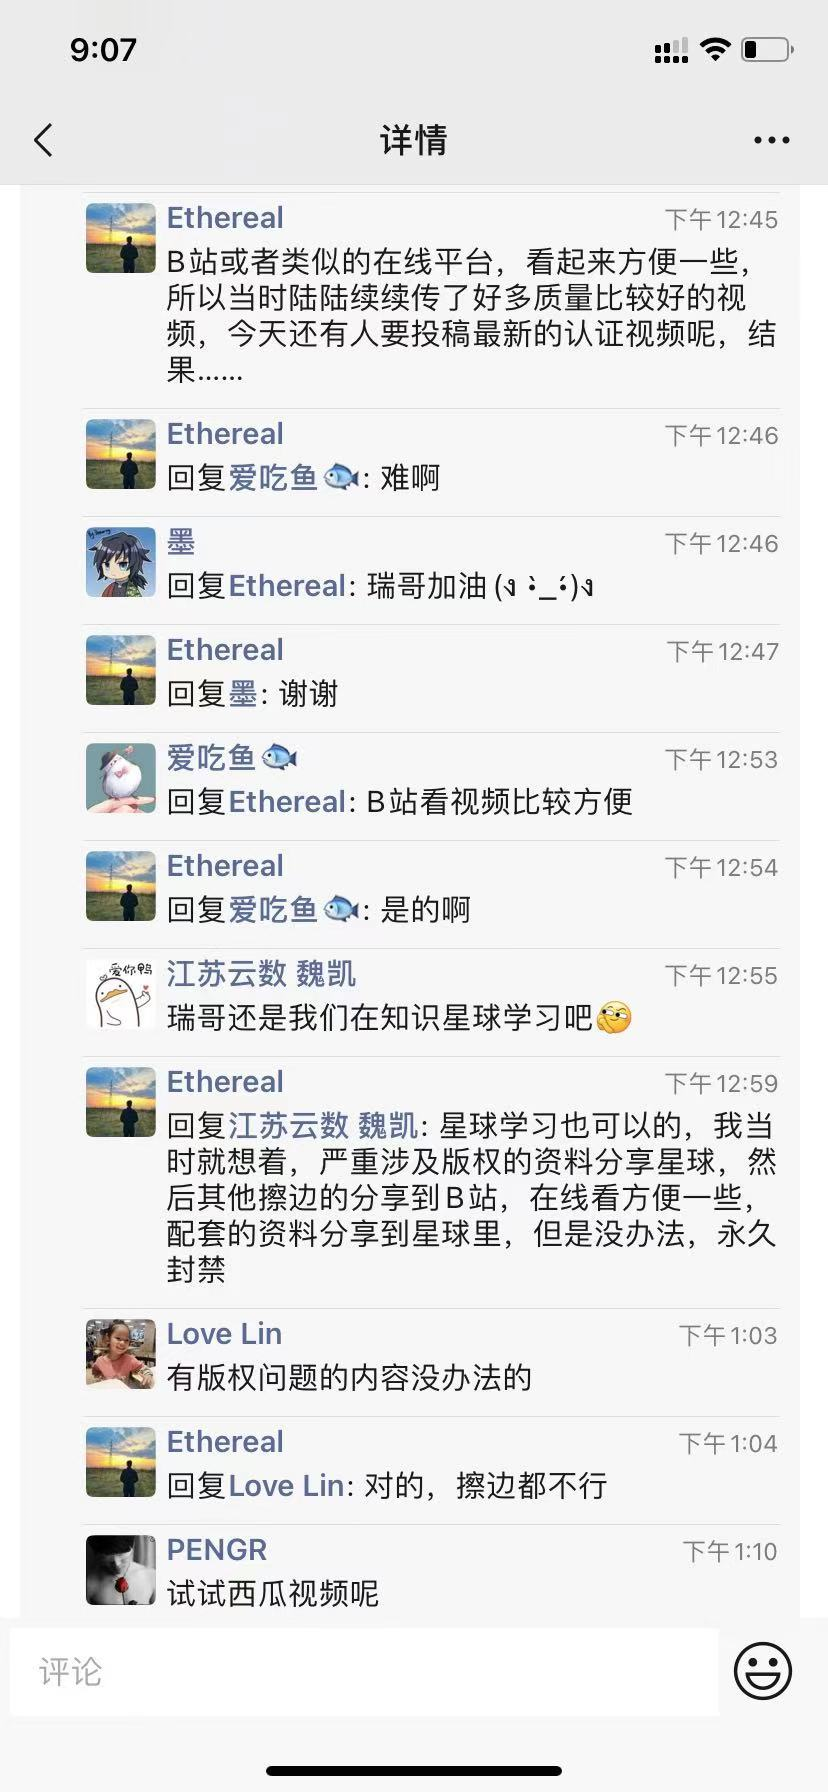 9:07
详情
Ethereal 下午12:45
B站或者类似的在线平台，看起来方便一些，
所以当时陆陆续续传了好多质量比较好的视
频，今天还有人要投稿最新的认证视频呢，结
果......
Ethereal 下午12:46
回复爱吃鱼🐟: 难啊
墨 下午12:46
回复Ethereal: 瑞哥加油 (ง •̀_•́)ง
Ethereal 下午12:47
回复墨: 谢谢
爱吃鱼🐟 下午12:53
回复Ethereal: B站看视频比较方便
Ethereal 下午12:54
回复爱吃鱼🐟: 是的啊
爱你鸭
江苏云数 魏凯 下午12:55
瑞哥还是我们在知识星球学习吧
Ethereal 下午12:59
回复江苏云数 魏凯: 星球学习也可以的，我当
时就想着，严重涉及版权的资料分享星球，然
后其他擦边的分享到B站，在线看方便一些，
配套的资料分享到星球里，但是没办法，永久
封禁
Love Lin 下午1:03
有版权问题的内容没办法的
Ethereal 下午1:04
回复Love Lin: 对的，擦边都不行
PENGR 下午1:10
试试西瓜视频呢
评论